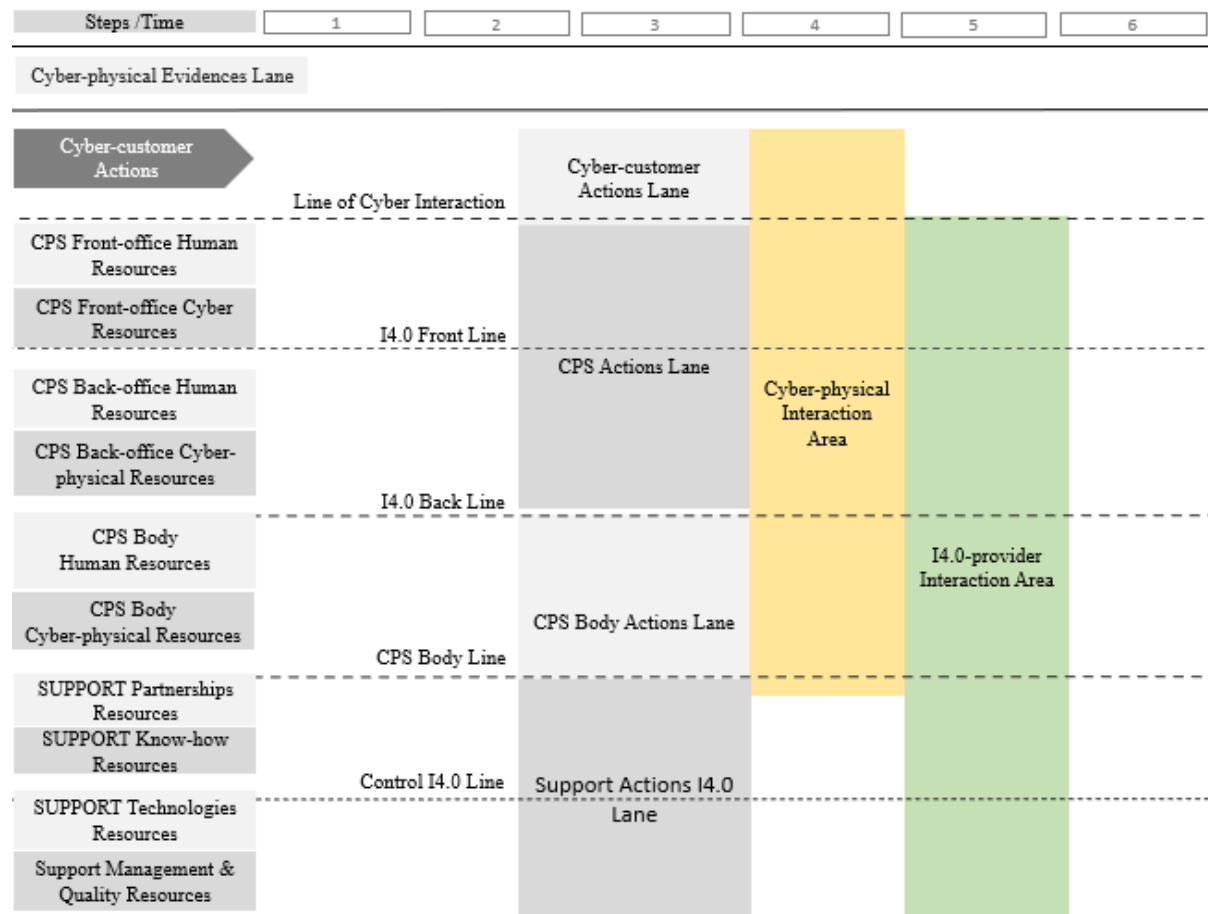 Steps /Time
1
2
3
4
5
6
Cyber-physical Evidences Lane
Cyber-customer
Actions
Cyber-customer
Actions Lane
Line of Cyber Interaction
CPS Front-office Human
Resources
CPS Front-office Cyber
Resources
I4.0 Front Line
CPS Actions Lane
CPS Back-office Human
Resources
Cyber-physical
Interaction
Area
CPS Back-office Cyber-
physical Resources
I4.0 Back Line
CPS Body
Human Resources
I4.0-provider
Interaction Area
CPS Body
Cyber-physical Resources
CPS Body Actions Lane
CPS Body Line
SUPPORT Partnerships
Resources
SUPPORT Know-how
Resources
Control I4.0 Line
Support Actions I4.0
Lane
SUPPORT Technologies
Resources
Support Management &
Quality Resources